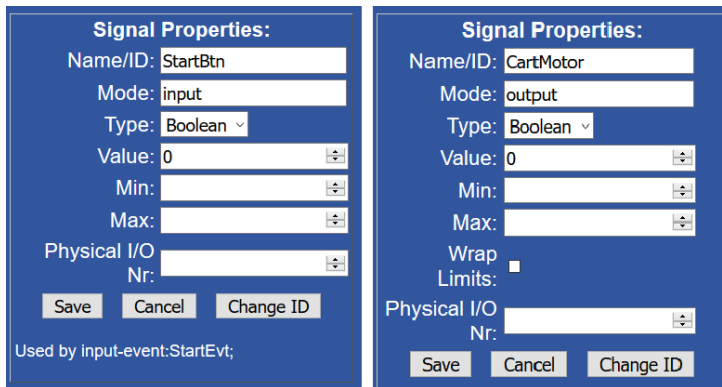 Signal Properties:
Name/ID: StartBtn
Mode: input
Type: Boolean
Value: 0
Min:
Max:
Physical I/O
Nr:
Save Cancel Change ID
Used by input-event:StartEvt;
Signal Properties:
Name/ID: CartMotor
Mode: output
Type: Boolean
Value: 0
Min:
Max:
Wrap
Limits:
Physical I/O
Nr:
Save Cancel Change ID